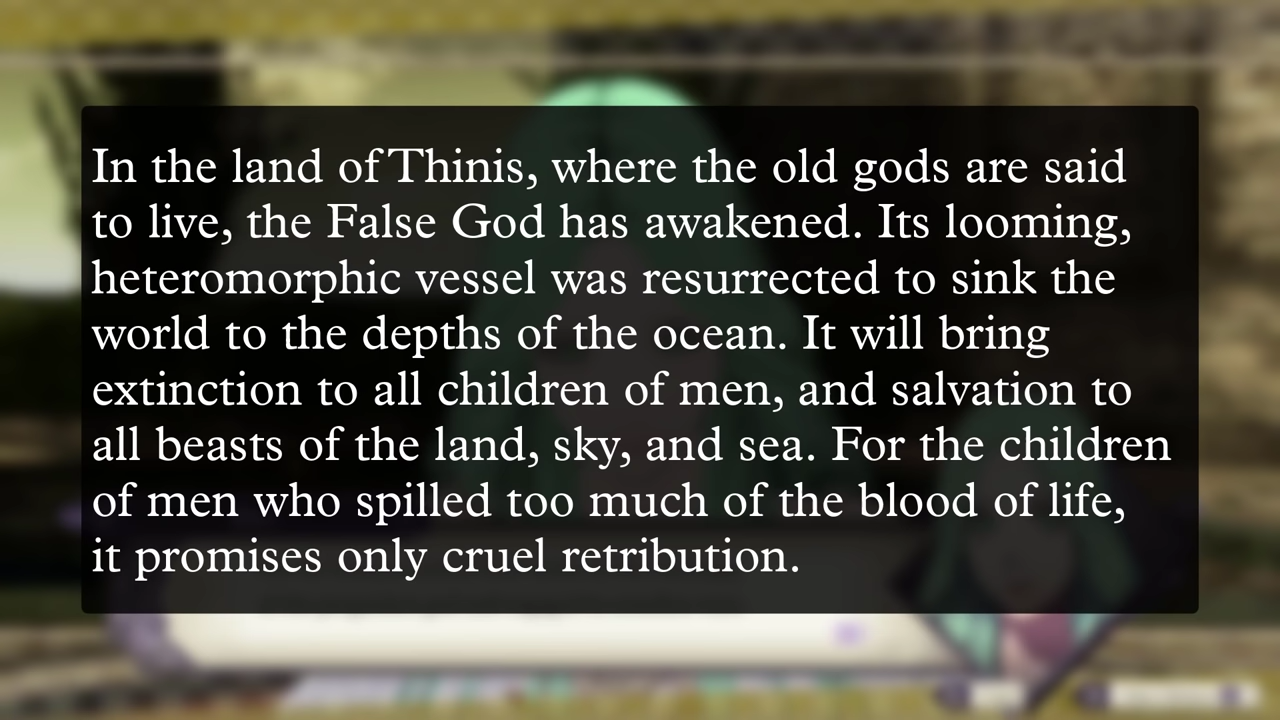 In the land of Thinis, where the old gods are said
to live, the False God has awakened. Its looming,
heteromorphic vessel was resurrected to sink the
world to the depths of the ocean. It will bring
extinction to all children of men, and salvation to
all beasts of the land, sky, and sea. For the children
of men who spilled too much of the blood of life,
it promises only cruel retribution.